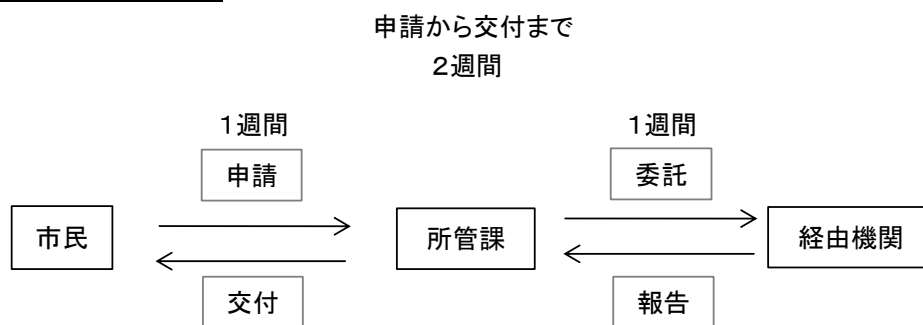 申請から交付まで
２週間
１週間
１週間
申請
委託
市民
所管課
経由機関
交付
報告